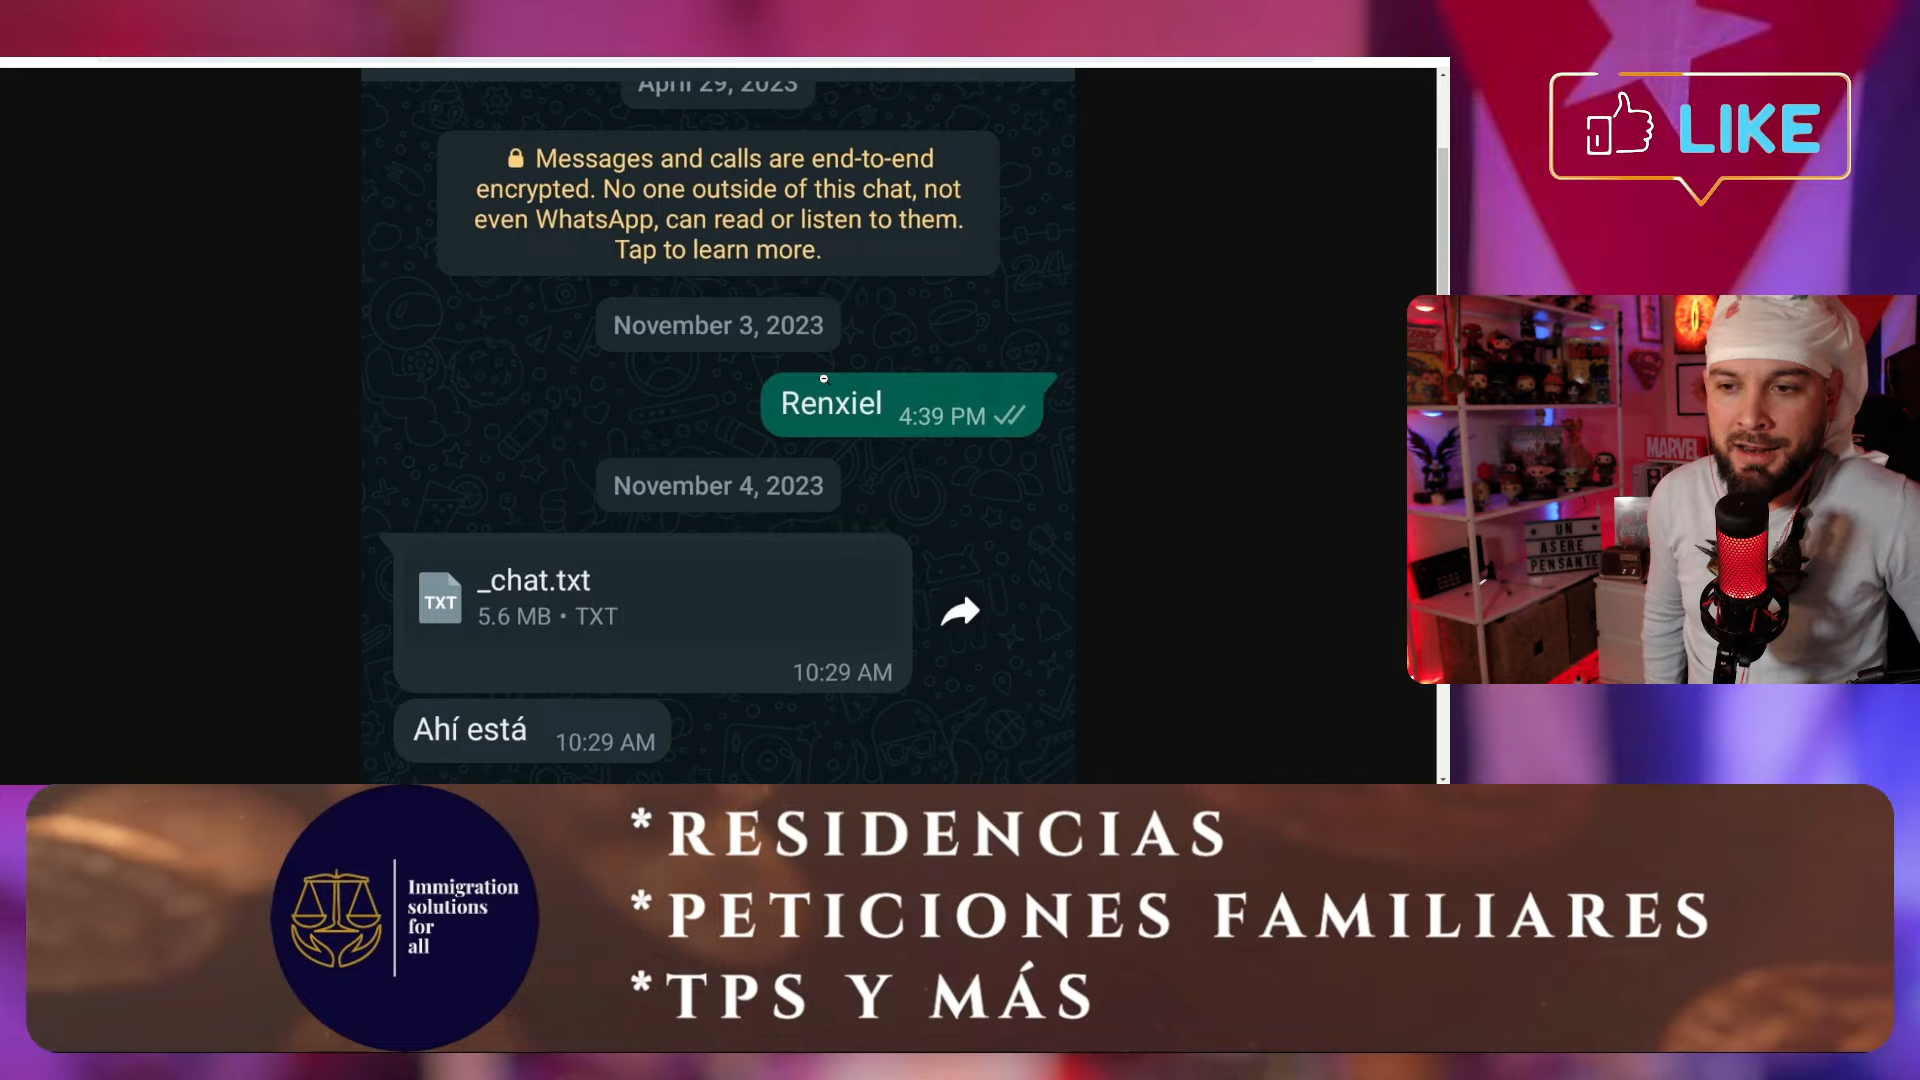 April 29, 2023
Messages and calls are end-to-end
encrypted. No one outside of this chat, not
even WhatsApp, can read or listen to them.
Tap to learn more.
November 3, 2023
Renxiel 4:39 PM
November 4, 2023
TXT
_chat.txt
5.6 MB • TXT
10:29 AM
Ahí está 10:29 AM
LIKE
MARVEL
UN
ASERE
PENSANTE
Immigration
solutions
for
all
*RESIDENCIAS
*PETICIONES FAMILIARES
*TPS Y MÁS